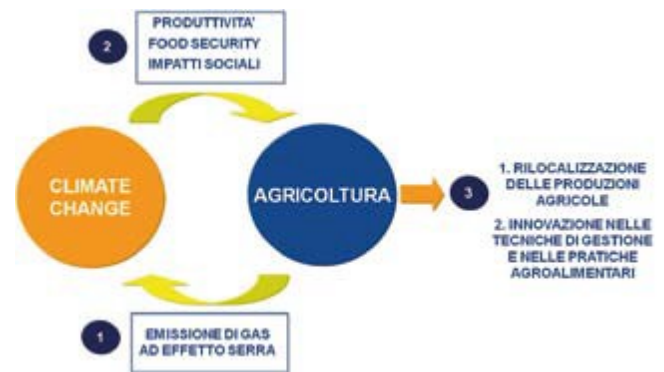 2
PRODUTTIVITA'
FOOD SECURITY
IMPATTI SOCIALI
CLIMATE
CHANGE
AGRICOLTURA
3
1. RILOCALIZZAZIONE
DELLE PRODUZIONI
AGRICOLE
2. INNOVAZIONE NELLE
TECNICHE DI GESTIONE
E NELLE PRATICHE
AGROALIMENTARI
1
EMISSIONE DI GAS
AD EFFETTO SERRA